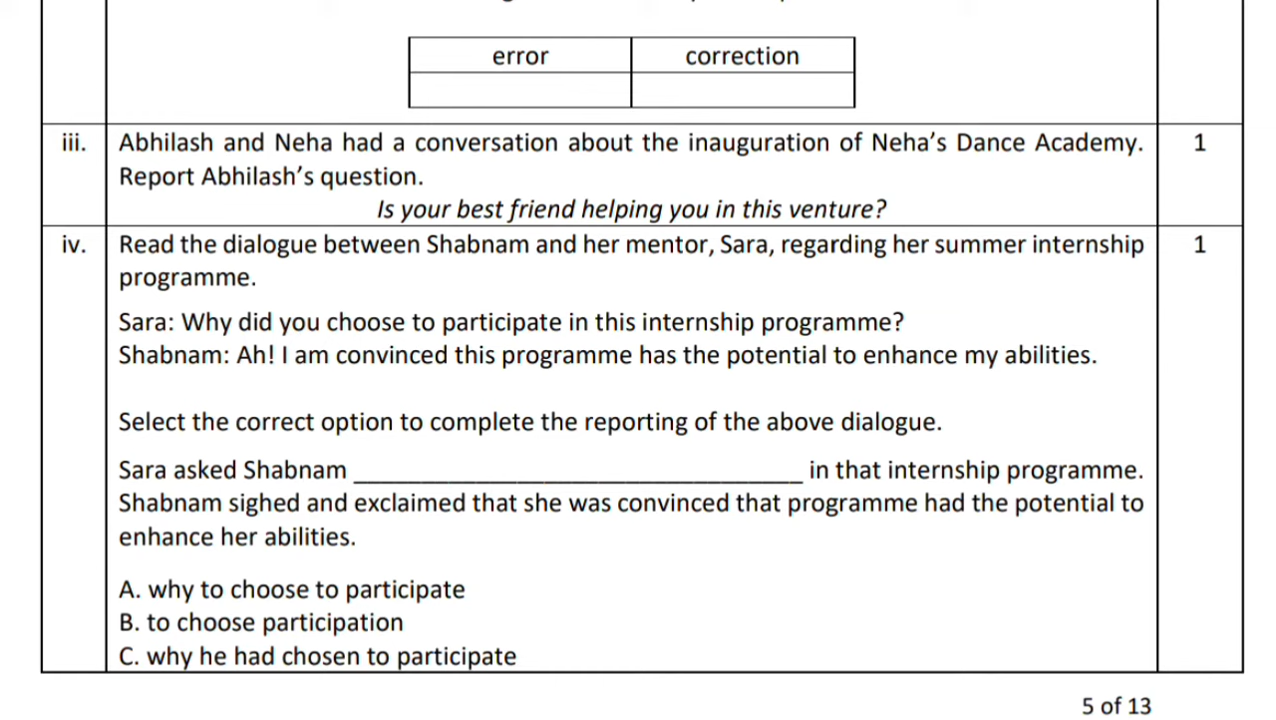 error correction
iii. Abhilash and Neha had a conversation about the inauguration of Neha's Dance Academy. 1
Report Abhilash's question.
Is your best friend helping you in this venture?
iv. Read the dialogue between Shabnam and her mentor, Sara, regarding her summer internship 1
programme.
Sara: Why did you choose to participate in this internship programme?
Shabnam: Ah! I am convinced this programme has the potential to enhance my abilities.
Select the correct option to complete the reporting of the above dialogue.
Sara asked Shabnam ________________________________ in that internship programme.
Shabnam sighed and exclaimed that she was convinced that programme had the potential to
enhance her abilities.
A. why to choose to participate
B. to choose participation
C. why he had chosen to participate
5 of 13